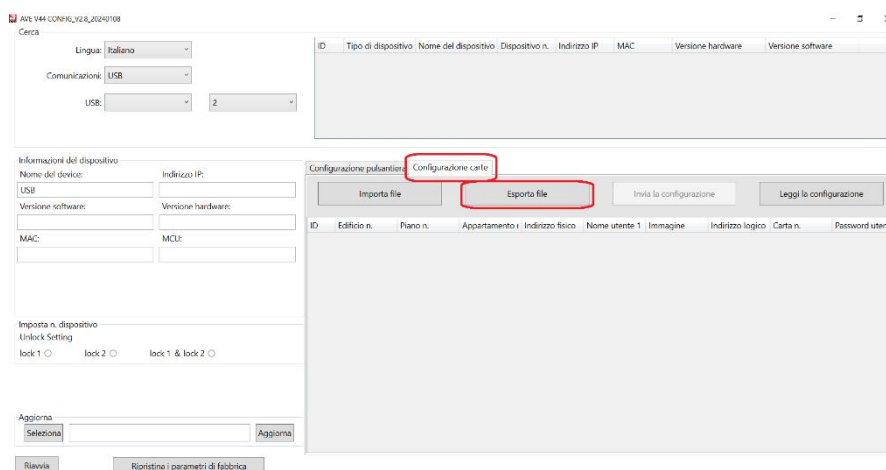 AVE V44 CONFIG_V2.8_20240108
Cerca
Lingua: Italiano
Comunicazioni: USB
USB: 2
ID Tipo di dispositivo Nome del dispositivo Dispositivo n. Indirizzo IP MAC Versione hardware Versione software
Informazioni del dispositivo
Nome del device: Indirizzo IP:
USB
Versione software: Versione hardware:
MAC: MCU:
Imposta n. dispositivo
Unlock Setting
lock 1 lock 2 lock 1 & lock 2
Aggiorna
Seleziona Aggiorna
Riavvia Ripristina i parametri di fabbrica
Configurazione pulsantiera Configurazione carte
Importa file Esporta file Invia la configurazione Leggi la configurazione
ID Edificio n. Piano n. Appartamento Indirizzo fisico Nome utente 1 Immagine Indirizzo logico Carta n. Password uten